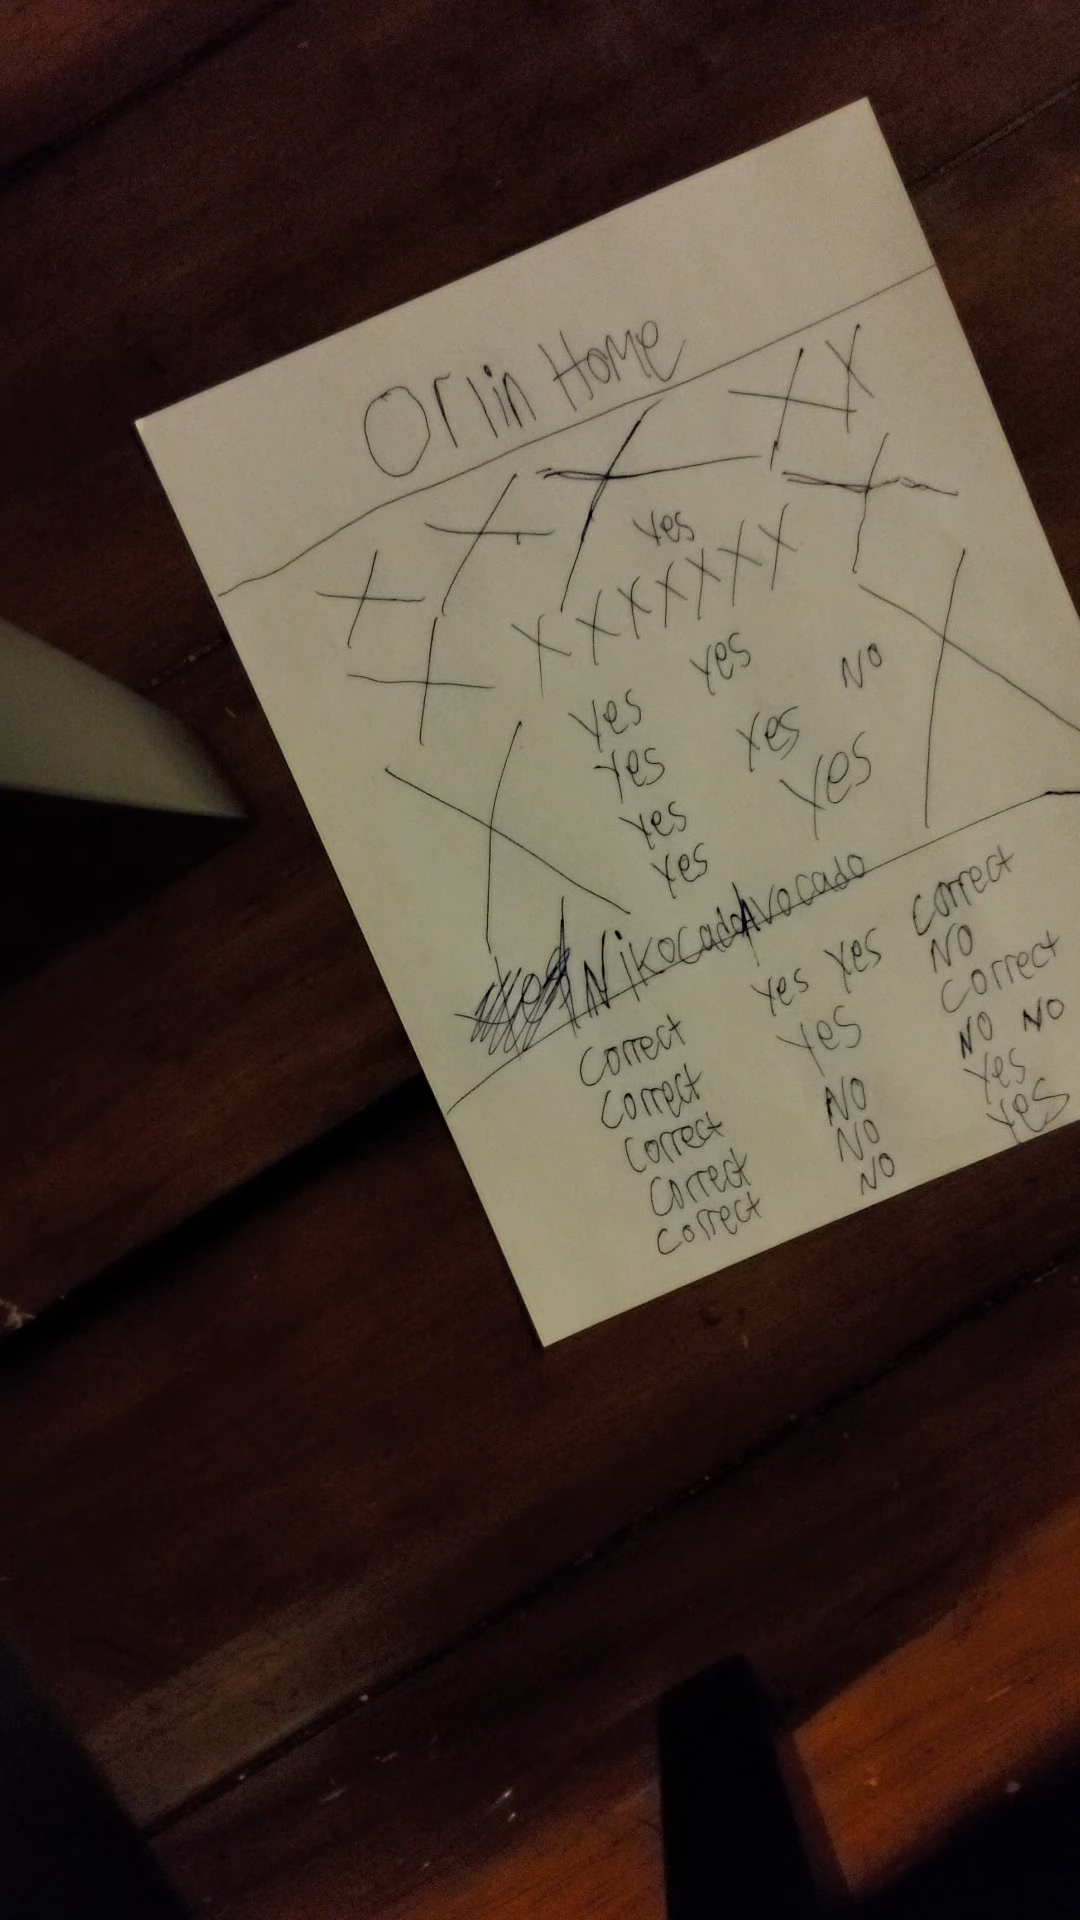 Orlin Home
X X
X X X
X Yes X
X X X X X X X X
Yes Yes No
Yes Yes
Yes Yes
Yes
X X
Nikocado Avocado
Correct Yes Yes Correct
Correct Yes No
Correct No Correct
Correct No No No
Correct No Yes
Yes